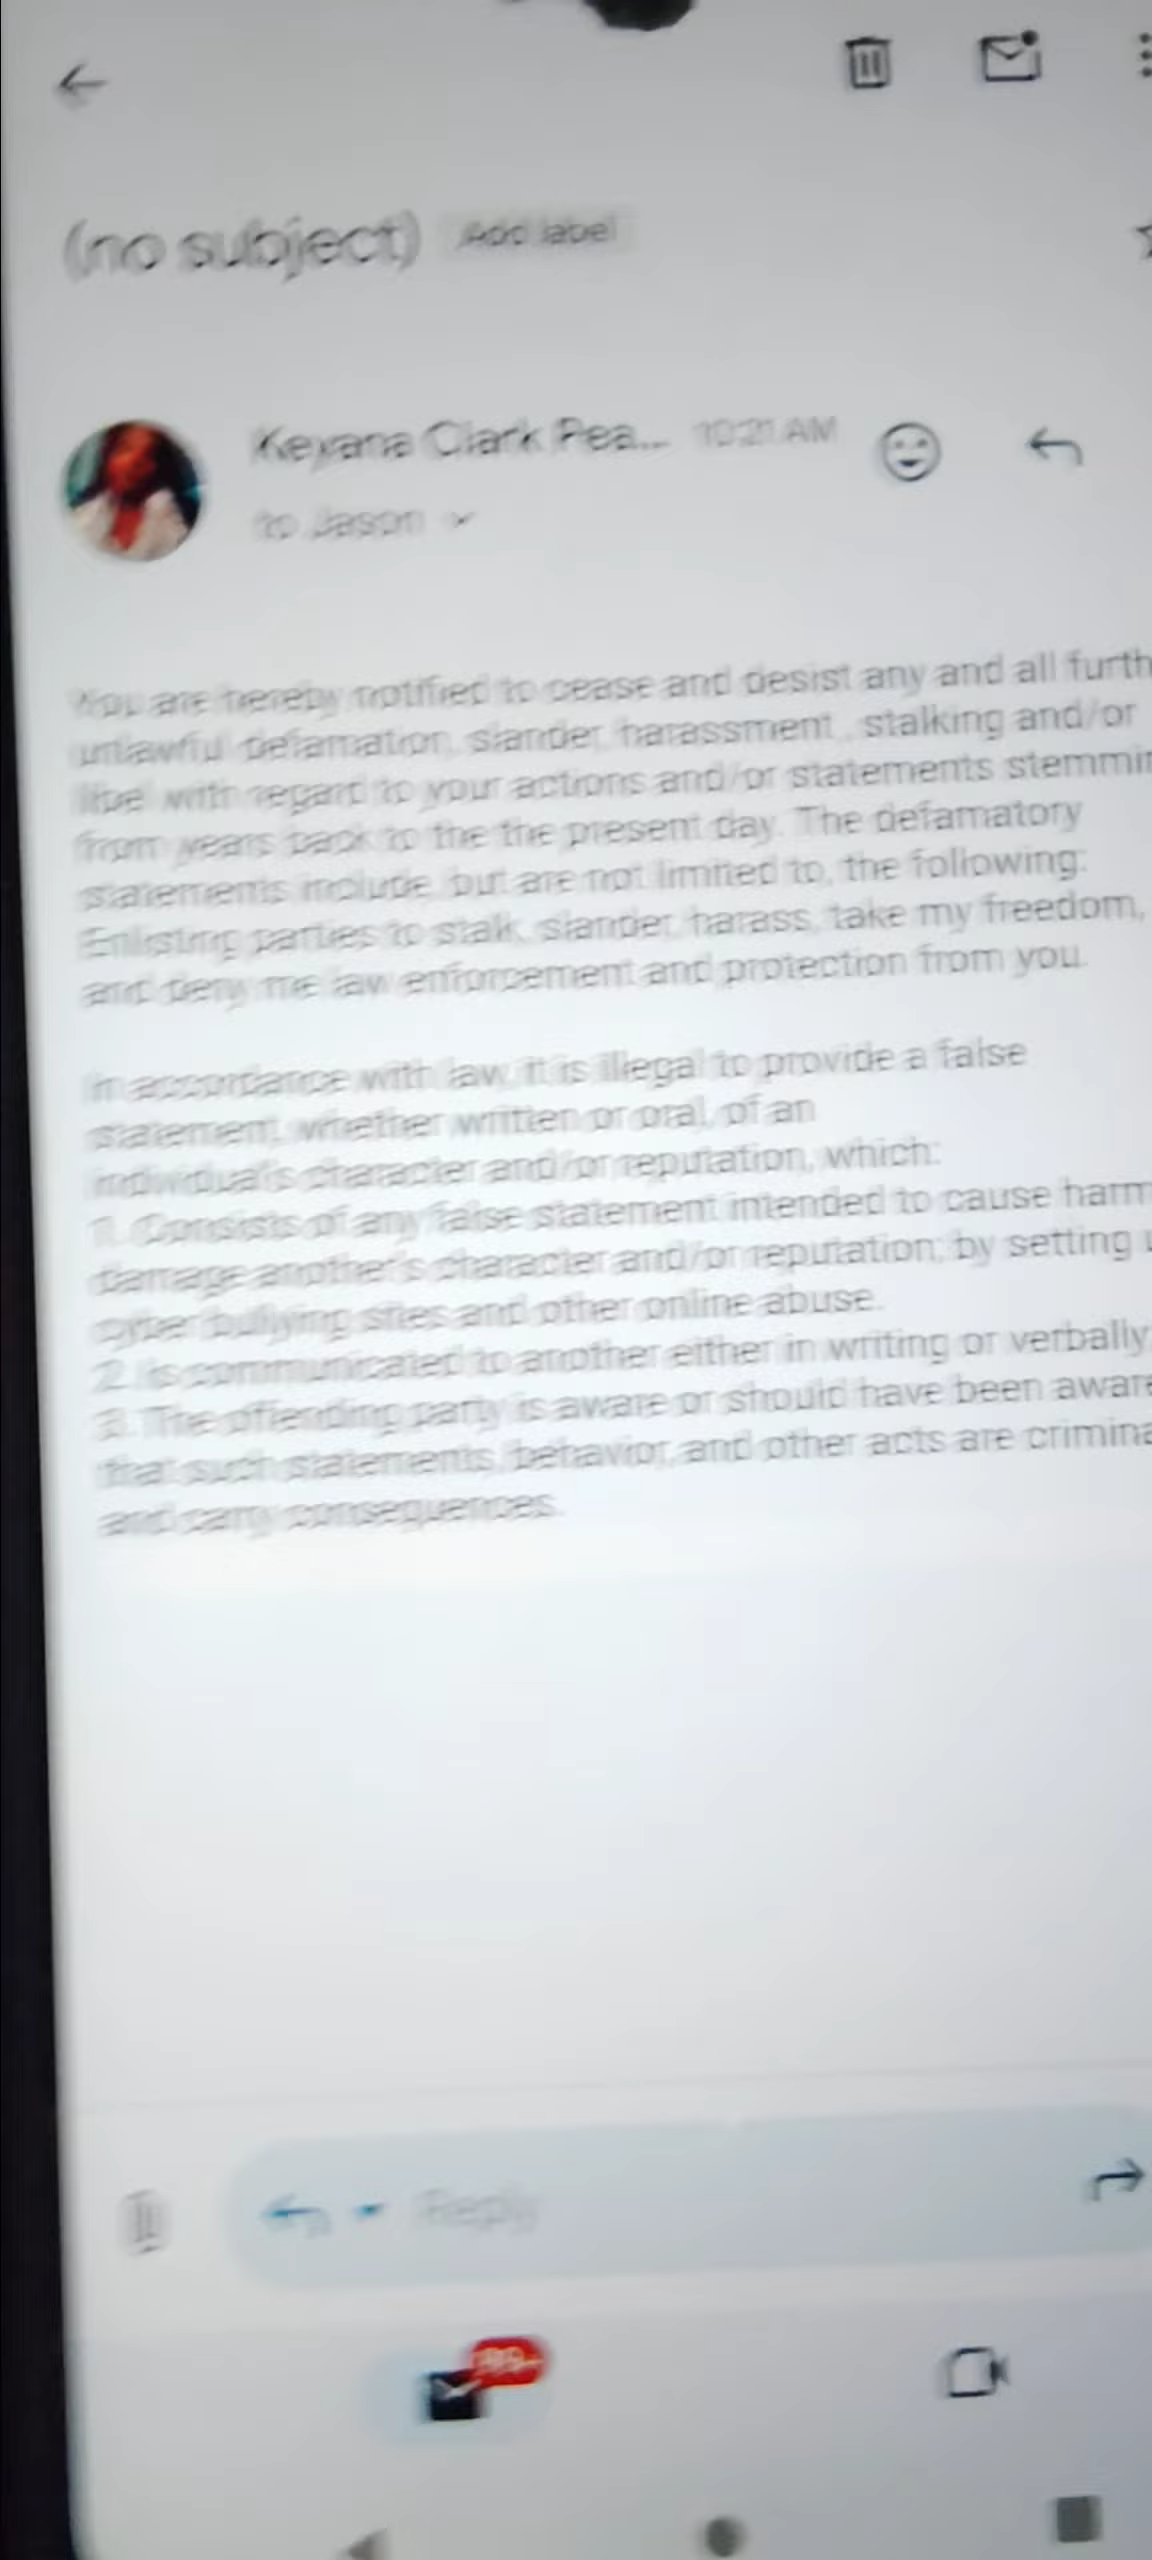 (no subject) Add label
Keyana Clark Pea... 10:21 AM
to Jason
You are hereby notified to cease and desist any and all furth
unlawful defamation, slander, harassment , stalking and/or
libel with regard to your actions and/or statements stemmin
from years back to the the present day. The defamatory
statements include, but are not limited to, the following:
Enlisting parties to stalk, slander, harass, take my freedom,
and deny me law enforcement and protection from you.
In accordance with law, it is illegal to provide a false
statement, whether written or oral, of an
individual's character and/or reputation, which:
1. Consists of any false statement intended to cause harm
damage another's character and/or reputation; by setting u
cyber bullying sites and other online abuse.
2. Is communicated to another either in writing or verbally;
3. The offending party is aware or should have been aware
that such statements, behavior, and other acts are crimina
and carry consequences.
Reply
99+